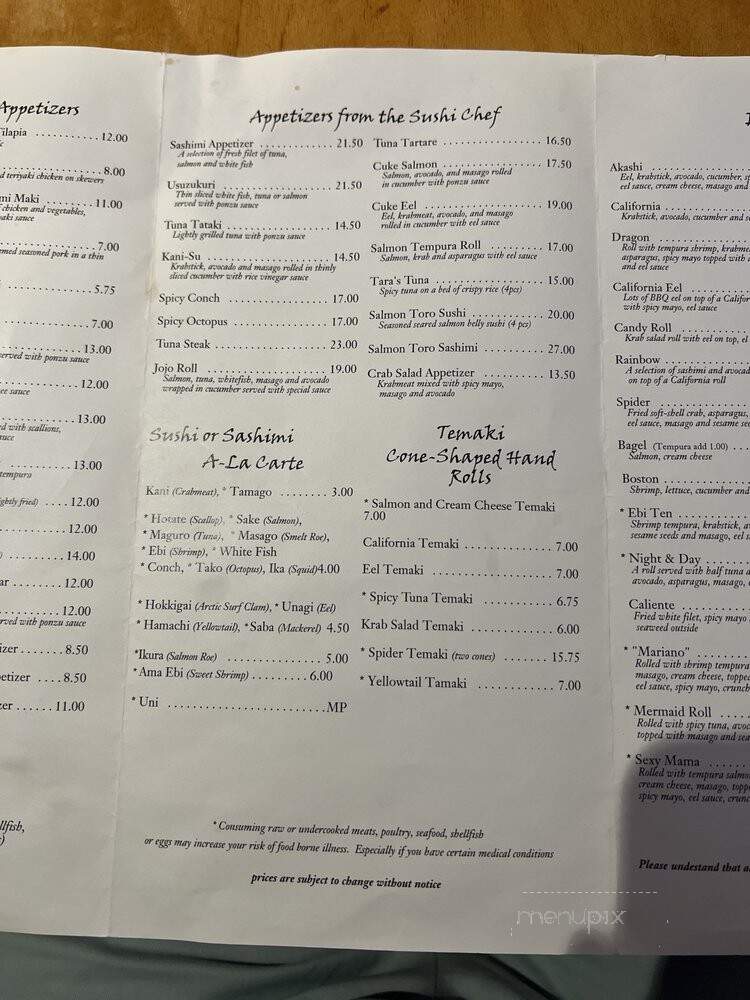 Appetizers
Tilapia ........... 12.00
........... 8.00
d teriyaki chicken on skewers
mi Maki ........... 11.00
f chicken and vegetables,
yaki sauce
........... 7.00
emed seasoned pork in a thin
........... 5.75
........... 7.00
........... 13.00
served with ponzu sauce
........... 12.00
ee sauce
........... 13.00
d with scallions,
uce
........... 13.00
tempura
ightly fried) .... 12.00
........... 12.00
........... 14.00
ar ........ 12.00
........... 12.00
rved with ponzu sauce
izer ....... 8.50
etizer .... 8.50
zer ...... 11.00
llfish,
Appetizers from the Sushi Chef
Sashimi Appetizer ........... 21.50
A selection of fresh filet of tuna,
salmon and white fish
Usuzukuri ........... 21.50
Thin sliced white fish, tuna or salmon
served with ponzu sauce
Tuna Tataki ........... 14.50
Lightly grilled tuna with ponzu sauce
Kani-Su ........... 14.50
Krabstick, avocado and masago rolled in thinly
sliced cucumber with rice vinegar sauce
Spicy Conch ........... 17.00
Spicy Octopus ........... 17.00
Tuna Steak ........... 23.00
Jojo Roll ........... 19.00
Salmon, tuna, whitefish, masago and avocado
wrapped in cucumber served with special sauce
Tuna Tartare ........... 16.50
Cuke Salmon ........... 17.50
Salmon, avocado, and masago rolled
in cucumber with ponzu sauce
Cuke Eel ........... 19.00
Eel, krabmeat, avocado, and masago
rolled in cucumber with eel sauce
Salmon Tempura Roll ........ 17.00
Salmon, krab and asparagus with eel sauce
Tara's Tuna ........... 15.00
Spicy tuna on a bed of crispy rice (4pcs)
Salmon Toro Sushi ........... 20.00
Seasoned seared salmon belly sushi (4 pcs)
Salmon Toro Sashimi .......... 27.00
Crab Salad Appetizer .......... 13.50
Krabmeat mixed with spicy mayo,
masago and avocado
Sushi or Sashimi
A-La Carte
Kani (Crabmeat), * Tamago ........ 3.00
* Hotate (Scallop), * Sake (Salmon),
* Maguro (Tuna), * Masago (Smelt Roe),
* Ebi (Shrimp), * White Fish
* Conch, * Tako (Octopus), Ika (Squid)4.00
* Hokkigai (Arctic Surf Clam), * Unagi (Eel)
* Hamachi (Yellowtail), *Saba (Mackerel) 4.50
*Ikura (Salmon Roe) ............... 5.00
* Ama Ebi (Sweet Shrimp) ......... 6.00
* Uni ........................MP
Temaki
Cone-Shaped Hand
Rolls
* Salmon and Cream Cheese Temaki
7.00
California Temaki ............... 7.00
Eel Temaki ............... 7.00
* Spicy Tuna Temaki ........... 6.75
Krab Salad Temaki ............ 6.00
* Spider Temaki (two cones) ....... 15.75
* Yellowtail Tamaki ............ 7.00
* Consuming raw or undercooked meats, poultry, seafood, shellfish
or eggs may increase your risk of food borne illness. Especially if you have certain medical conditions
prices are subject to change without notice
Akashi ...........
Eel, krabstick, avocado, cucumber, sp
eel sauce, cream cheese, masago and
California ...........
Krabstick, avocado, cucumber and se
Dragon ...........
Roll with tempura shrimp, krabmea
asparagus, spicy mayo topped with a
and eel sauce
California Eel ........
Lots of BBQ eel on top of a Califor
with spicy mayo, eel sauce
Candy Roll ........
Krab salad roll with eel on top, el
Rainbow ...........
A selection of sashimi and avocad
on top of a California roll
Spider ...........
Fried soft-shell crab, asparagus,
eel sauce, masago and sesame see
Bagel (Tempura add 1.00) ....
Salmon, cream cheese
Boston ...........
Shrimp, lettuce, cucumber and
* Ebi Ten ...........
Shrimp tempura, krabstick, a
sesame seeds and masago, eel s
* Night & Day .......
A roll served with half tuna a
avocado, asparagus, masago,
Caliente ...........
Fried white filet, spicy mayo
seaweed outside
* "Mariano" ........
Rolled with shrimp tempura
masago, cream cheese, topped
eel sauce, spicy mayo, crunch
* Mermaid Roll .....
Rolled with spicy tuna, avoc
topped with masago and sea
* Sexy Mama ......
Rolled with tempura salmo
cream cheese, masago, toppe
spicy mayo, eel sauce, crunc
Please undestand that a
menupix